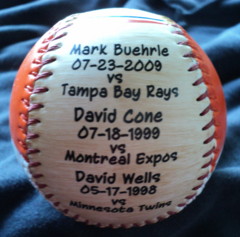 Mark Buehrle
07-23-2009
vs
Tampa Bay Rays
David Cone
07-18-1999
vs
Montreal Expos
David Wells
05-17-1998
vs
Minnesota Twins